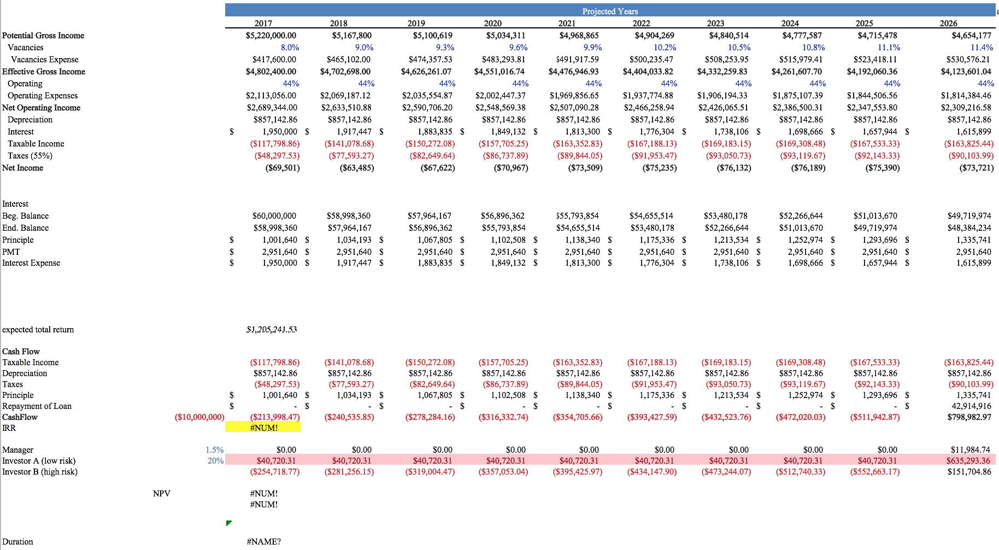 Projected Years a
2017 2018 2019 2020 2021 2022 2023 2024 2025 2026
Potential Gross Income $5,220,000.00 $5,167,800 $5,100,619 $5,034,311 $4,968,865 $4,904,269 $4,840,514 $4,777,587 $4,715,478 $4,654,177
Vacancies 8.0% 9.0% 9.3% 9.6% 9.9% 10.2% 10.5% 10.8% 11.1% 11.4%
Vacancies Expense $417,600.00 $465,102.00 $474,357.53 $483,293.81 $491,917.59 $500,235.47 $508,253.95 $515,979.41 $523,418.11 $530,576.21
Effective Gross Income $4,802,400.00 $4,702,698.00 $4,626,261.07 $4,551,016.74 $4,476,946.93 $4,404,033.82 $4,332,259.83 $4,261,607.70 $4,192,060.36 $4,123,601.04
Operating 44% 44% 44% 44% 44% 44% 44% 44% 44% 44%
Operating Expenses $2,113,056.00 $2,069,187.12 $2,035,554.87 $2,002,447.37 $1,969,856.65 $1,937,774.88 $1,906,194.33 $1,875,107.39 $1,844,506.56 $1,814,384.46
Net Operating Income $2,689,344.00 $2,633,510.88 $2,590,706.20 $2,548,569.38 $2,507,090.28 $2,466,258.94 $2,426,065.51 $2,386,500.31 $2,347,553.80 $2,309,216.58
Depreciation $857,142.86 $857,142.86 $857,142.86 $857,142.86 $857,142.86 $857,142.86 $857,142.86 $857,142.86 $857,142.86 $857,142.86
Interest $ 1,950,000 $ 1,917,447 $ 1,883,835 $ 1,849,132 $ 1,813,300 $ 1,776,304 $ 1,738,106 $ 1,698,666 $ 1,657,944 $ 1,615,899
Taxable Income ($117,798.86) ($141,078.68) ($150,272.08) ($157,705.25) ($163,352.83) ($167,188.13) ($169,183.15) ($169,308.48) ($167,533.33) ($163,825.44)
Taxes (55%) ($48,297.53) ($77,593.27) ($82,649.64) ($86,737.89) ($89,844.05) ($91,953.47) ($93,050.73) ($93,119.67) ($92,143.33) ($90,103.99)
Net Income ($69,501) ($63,485) ($67,622) ($70,967) ($73,509) ($75,235) ($76,132) ($76,189) ($75,390) ($73,721)
Interest
Beg. Balance $60,000,000 $58,998,360 $57,964,167 $56,896,362 $55,793,854 $54,655,514 $53,480,178 $52,266,644 $51,013,670 $49,719,974
End. Balance $58,998,360 $57,964,167 $56,896,362 $55,793,854 $54,655,514 $53,480,178 $52,266,644 $51,013,670 $49,719,974 $48,384,234
Principle $ 1,001,640 $ 1,034,193 $ 1,067,805 $ 1,102,508 $ 1,138,340 $ 1,175,336 $ 1,213,534 $ 1,252,974 $ 1,293,696 $ 1,335,741
PMT $ 2,951,640 $ 2,951,640 $ 2,951,640 $ 2,951,640 $ 2,951,640 $ 2,951,640 $ 2,951,640 $ 2,951,640 $ 2,951,640 $ 2,951,640
Interest Expense $ 1,950,000 $ 1,917,447 $ 1,883,835 $ 1,849,132 $ 1,813,300 $ 1,776,304 $ 1,738,106 $ 1,698,666 $ 1,657,944 $ 1,615,899
expected total return $1,205,241.53
Cash Flow
Taxable Income ($117,798.86) ($141,078.68) ($150,272.08) ($157,705.25) ($163,352.83) ($167,188.13) ($169,183.15) ($169,308.48) ($167,533.33) ($163,825.44)
Depreciation $857,142.86 $857,142.86 $857,142.86 $857,142.86 $857,142.86 $857,142.86 $857,142.86 $857,142.86 $857,142.86 $857,142.86
Taxes ($48,297.53) ($77,593.27) ($82,649.64) ($86,737.89) ($89,844.05) ($91,953.47) ($93,050.73) ($93,119.67) ($92,143.33) ($90,103.99)
Principle $ 1,001,640 $ 1,034,193 $ 1,067,805 $ 1,102,508 $ 1,138,340 $ 1,175,336 $ 1,213,534 $ 1,252,974 $ 1,293,696 $ 1,335,741
Repayment of Loan $ - $ - $ - $ - $ - $ - $ - $ - $ - $ 42,914,916
CashFlow ($10,000,000) ($213,998.47) ($240,535.85) ($278,284.16) ($316,332.74) ($354,705.66) ($393,427.59) ($432,523.76) ($472,020.03) ($511,942.87) $798,982.97
IRR #NUM!
Manager 1.5% $0.00 $0.00 $0.00 $0.00 $0.00 $0.00 $0.00 $0.00 $0.00 $11,984.74
Investor A (low risk) 20% $40,720.31 $40,720.31 $40,720.31 $40,720.31 $40,720.31 $40,720.31 $40,720.31 $40,720.31 $40,720.31 $635,293.36
Investor B (high risk) ($254,718.77) ($281,256.15) ($319,004.47) ($357,053.04) ($395,425.97) ($434,147.90) ($473,244.07) ($512,740.33) ($552,663.17) $151,704.86
NPV #NUM!
#NUM!
Duration #NAME?